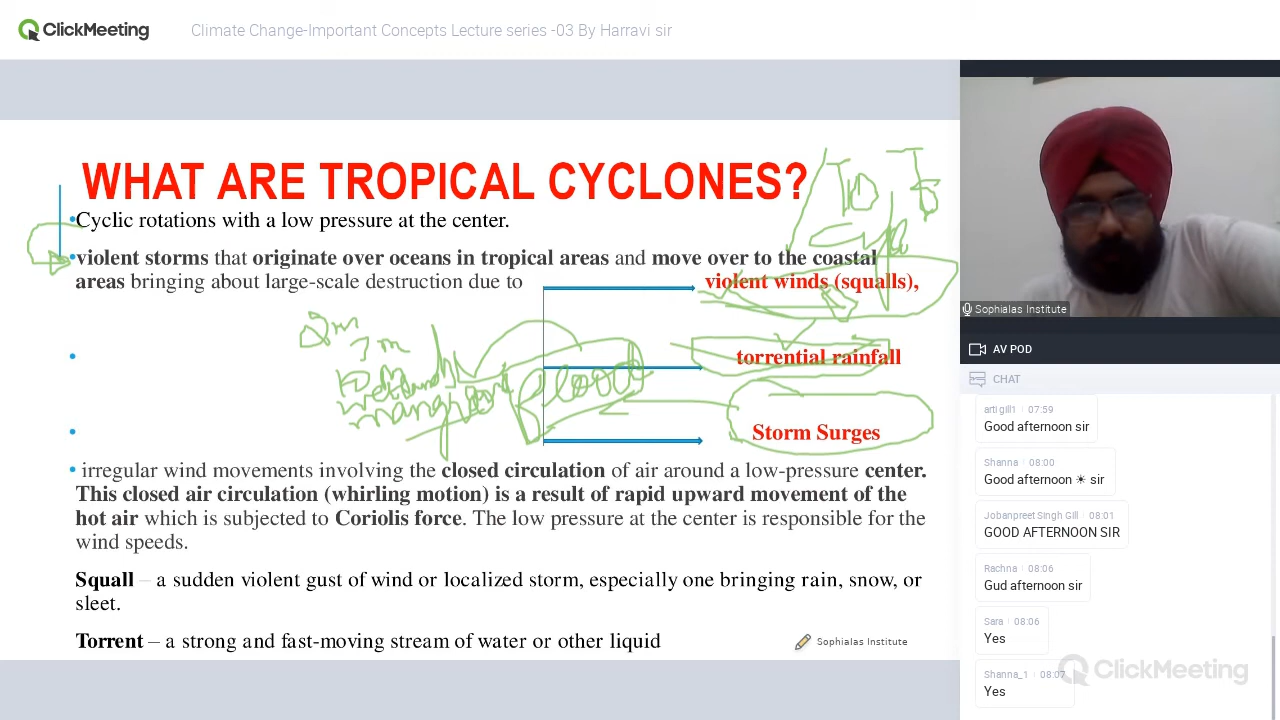 ClickMeeting
Climate Change-Important Concepts Lecture series -03 By Harravi sir
WHAT ARE TROPICAL CYCLONES?
•Cyclic rotations with a low pressure at the center.
•violent storms that originate over oceans in tropical areas and move over to the coastal
areas bringing about large-scale destruction due to
violent winds (squalls),
torrential rainfall
Storm Surges
2m
7m
10 m
flood
• irregular wind movements involving the closed circulation of air around a low-pressure center.
This closed air circulation (whirling motion) is a result of rapid upward movement of the
hot air which is subjected to Coriolis force. The low pressure at the center is responsible for the
wind speeds.
Squall – a sudden violent gust of wind or localized storm, especially one bringing rain, snow, or
sleet.
Torrent – a strong and fast-moving stream of water or other liquid
Sophialas Institute
Sophialas Institute
AV POD
CHAT
arti gill1 07:59
Good afternoon sir
Shanna 08:00
Good afternoon ☀ sir
Jobanpreet Singh Gill 08:01
GOOD AFTERNOON SIR
Rachna 08:06
Gud afternoon sir
Sara 08:06
Yes
Shanna_1 08:07
Yes
ClickMeeting